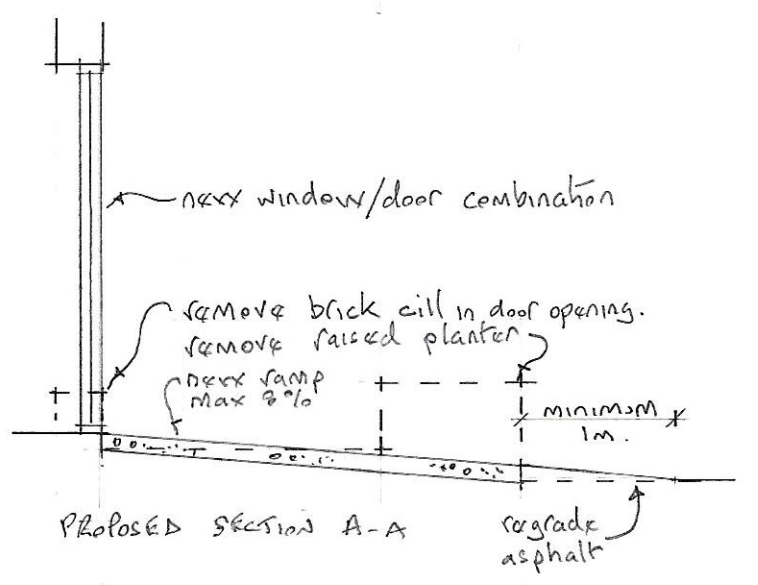 new window/door combination
remove brick cill in door opening.
remove raised planter
new ramp
max 8%
minimum
1m.
PROPOSED SECTION A-A
regrade
asphalt